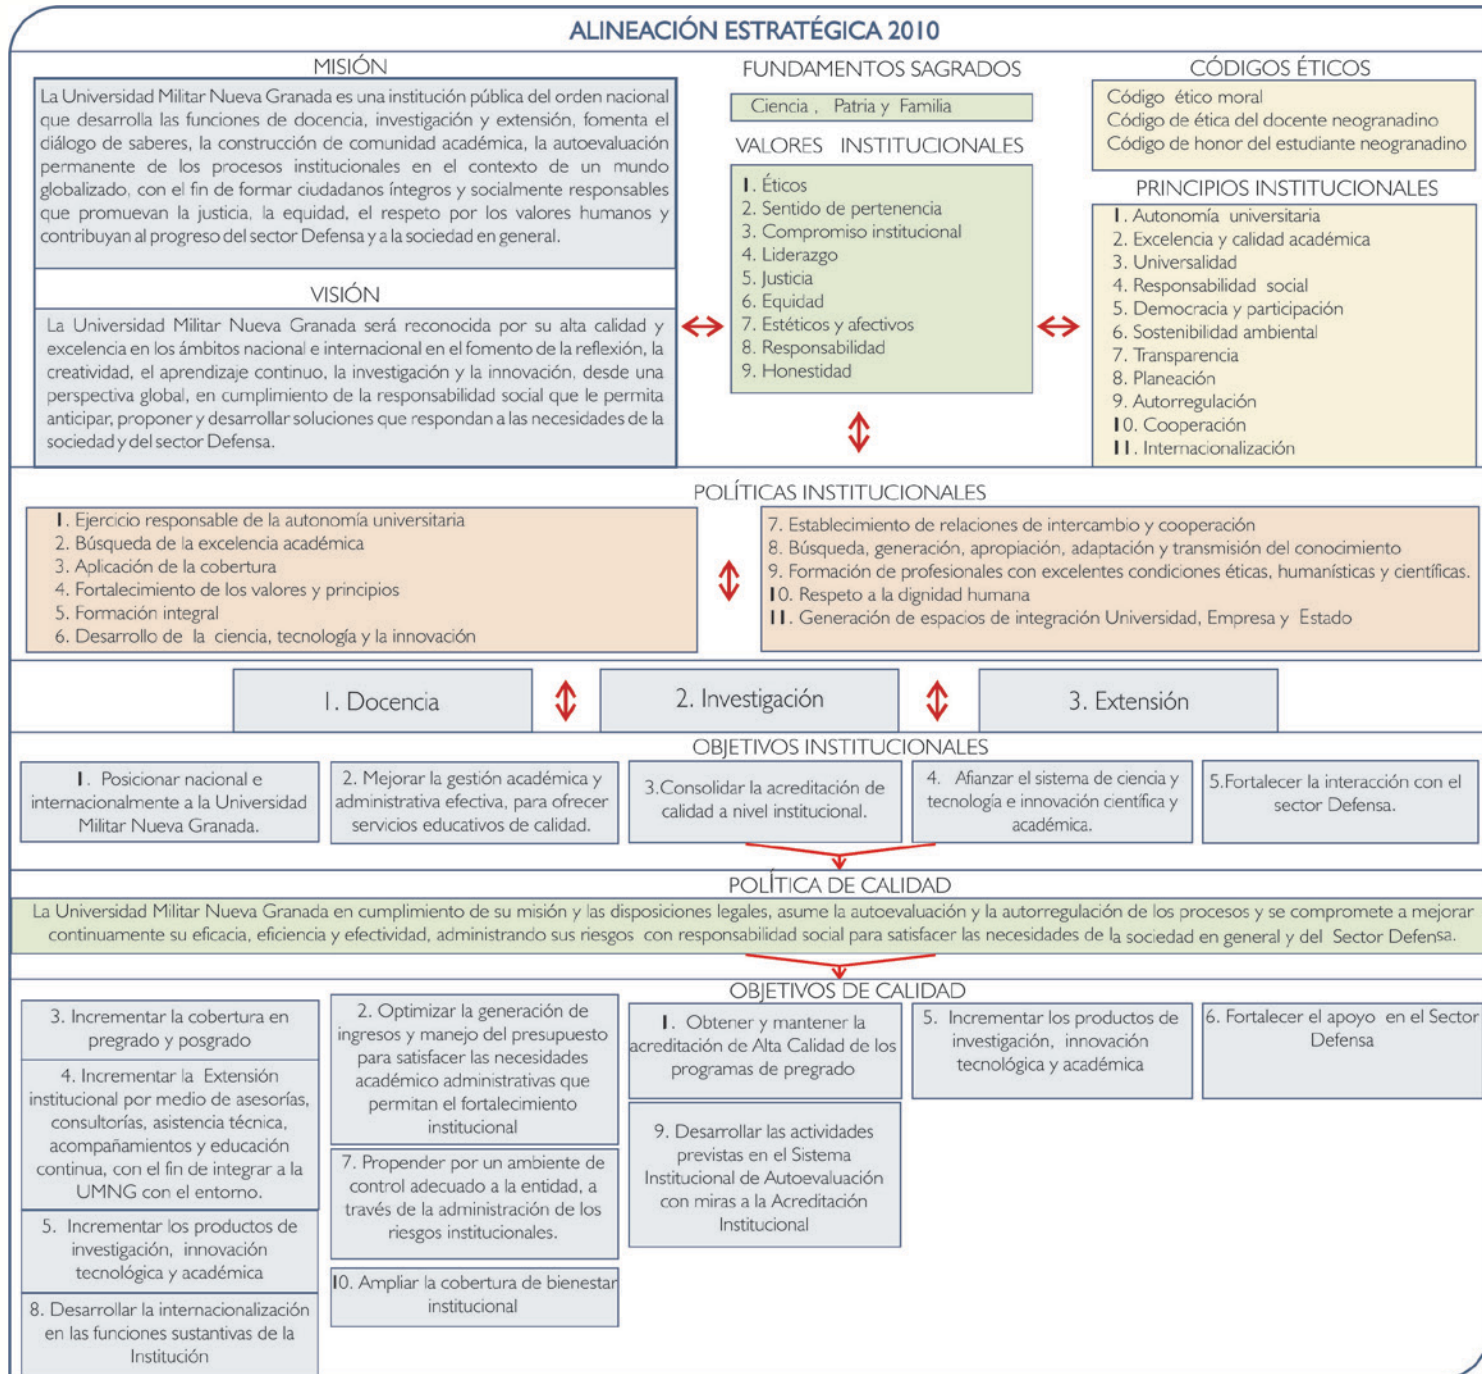 ALINEACIÓN ESTRATÉGICA 2010
MISIÓN
La Universidad Militar Nueva Granada es una institución pública del orden nacional
que desarrolla las funciones de docencia, investigación y extensión, fomenta el
diálogo de saberes, la construcción de comunidad académica, la autoevaluación
permanente de los procesos institucionales en el contexto de un mundo
globalizado, con el fin de formar ciudadanos íntegros y socialmente responsables
que promuevan la justicia, la equidad, el respeto por los valores humanos y
contribuyan al progreso del sector Defensa y a la sociedad en general.
VISIÓN
La Universidad Militar Nueva Granada será reconocida por su alta calidad y
excelencia en los ámbitos nacional e internacional en el fomento de la reflexión, la
creatividad, el aprendizaje continuo, la investigación y la innovación, desde una
perspectiva global, en cumplimiento de la responsabilidad social que le permita
anticipar, proponer y desarrollar soluciones que respondan a las necesidades de la
sociedad y del sector Defensa.
FUNDAMENTOS SAGRADOS
Ciencia , Patria y Familia
VALORES INSTITUCIONALES
1. Éticos
2. Sentido de pertenencia
3. Compromiso institucional
4. Liderazgo
5. Justicia
6. Equidad
7. Estéticos y afectivos
8. Responsabilidad
9. Honestidad
CÓDIGOS ÉTICOS
Código ético moral
Código de ética del docente neogranadino
Código de honor del estudiante neogranadino
PRINCIPIOS INSTITUCIONALES
1. Autonomía universitaria
2. Excelencia y calidad académica
3. Universalidad
4. Responsabilidad social
5. Democracia y participación
6. Sostenibilidad ambiental
7. Transparencia
8. Planeación
9. Autorregulación
10. Cooperación
11. Internacionalización
POLÍTICAS INSTITUCIONALES
1. Ejercicio responsable de la autonomía universitaria
2. Búsqueda de la excelencia académica
3. Aplicación de la cobertura
4. Fortalecimiento de los valores y principios
5. Formación integral
6. Desarrollo de la ciencia, tecnología y la innovación
7. Establecimiento de relaciones de intercambio y cooperación
8. Búsqueda, generación, apropiación, adaptación y transmisión del conocimiento
9. Formación de profesionales con excelentes condiciones éticas, humanísticas y científicas.
10. Respeto a la dignidad humana
11. Generación de espacios de integración Universidad, Empresa y Estado
1. Docencia
2. Investigación
3. Extensión
OBJETIVOS INSTITUCIONALES
1. Posicionar nacional e
internacionalmente a la Universidad
Militar Nueva Granada.
2. Mejorar la gestión académica y
administrativa efectiva, para ofrecer
servicios educativos de calidad.
3.Consolidar la acreditación de
calidad a nivel institucional.
4. Afianzar el sistema de ciencia y
tecnología e innovación científica y
académica.
5.Fortalecer la interacción con el
sector Defensa.
POLÍTICA DE CALIDAD
La Universidad Militar Nueva Granada en cumplimiento de su misión y las disposiciones legales, asume la autoevaluación y la autorregulación de los procesos y se compromete a mejorar
continuamente su eficacia, eficiencia y efectividad, administrando sus riesgos con responsabilidad social para satisfacer las necesidades de la sociedad en general y del Sector Defensa.
OBJETIVOS DE CALIDAD
3. Incrementar la cobertura en
pregrado y posgrado
4. Incrementar la Extensión
institucional por medio de asesorías,
consultorías, asistencia técnica,
acompañamientos y educación
continua, con el fin de integrar a la
UMNG con el entorno.
5. Incrementar los productos de
investigación, innovación
tecnológica y académica
8. Desarrollar la internacionalización
en las funciones sustantivas de la
Institución
2. Optimizar la generación de
ingresos y manejo del presupuesto
para satisfacer las necesidades
académico administrativas que
permitan el fortalecimiento
institucional
7. Propender por un ambiente de
control adecuado a la entidad, a
través de la administración de los
riesgos institucionales.
10. Ampliar la cobertura de bienestar
institucional
1. Obtener y mantener la
acreditación de Alta Calidad de los
programas de pregrado
9. Desarrollar las actividades
previstas en el Sistema
Institucional de Autoevaluación
con miras a la Acreditación
Institucional
5. Incrementar los productos de
investigación, innovación
tecnológica y académica
6. Fortalecer el apoyo en el Sector
Defensa